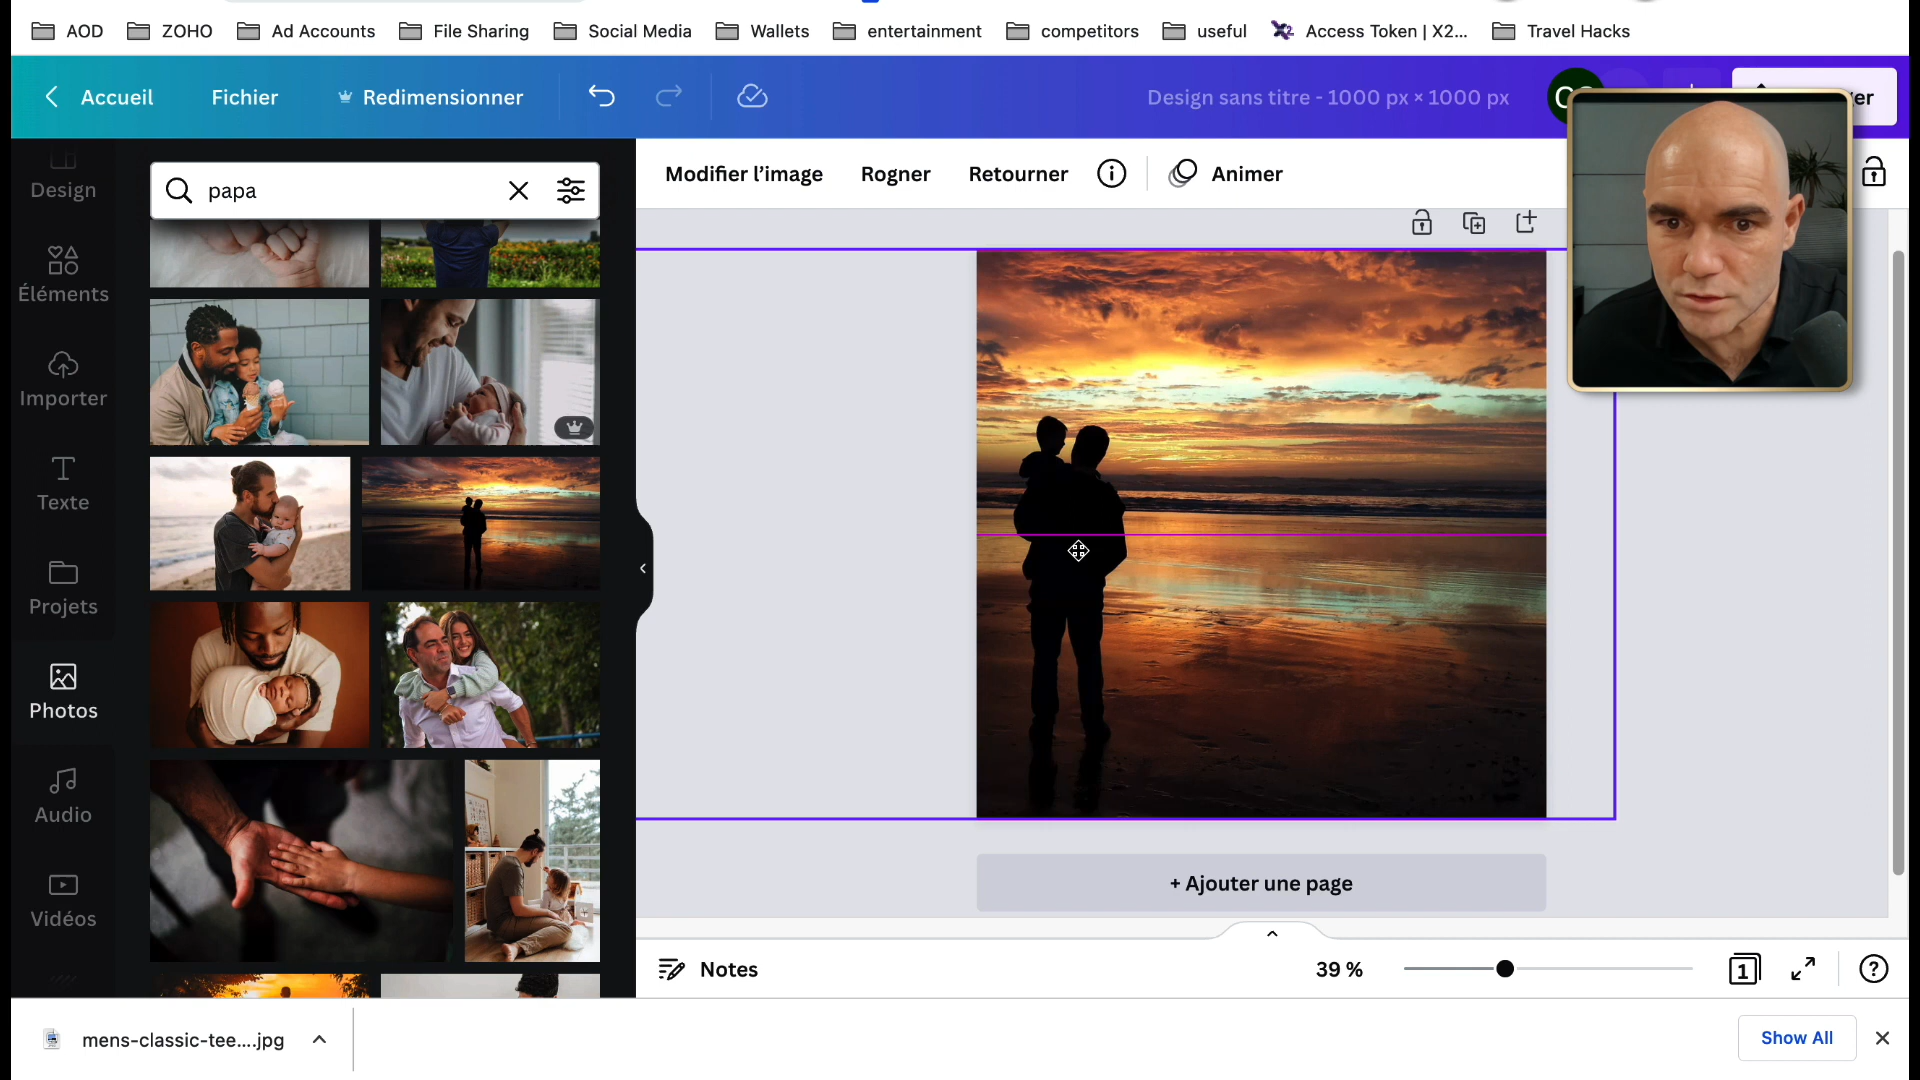 AOD ZOHO Ad Accounts File Sharing Social Media Wallets entertainment competitors useful Access Token | X2... Travel Hacks
Accueil Fichier Redimensionner Design sans titre - 1000 px × 1000 px
Design
Éléments
Importer
Texte
Projets
Photos
Audio
Vidéos
papa
Modifier l'image Rogner Retourner Animer
+ Ajouter une page
Notes 39 % 1
mens-classic-tee....jpg Show All